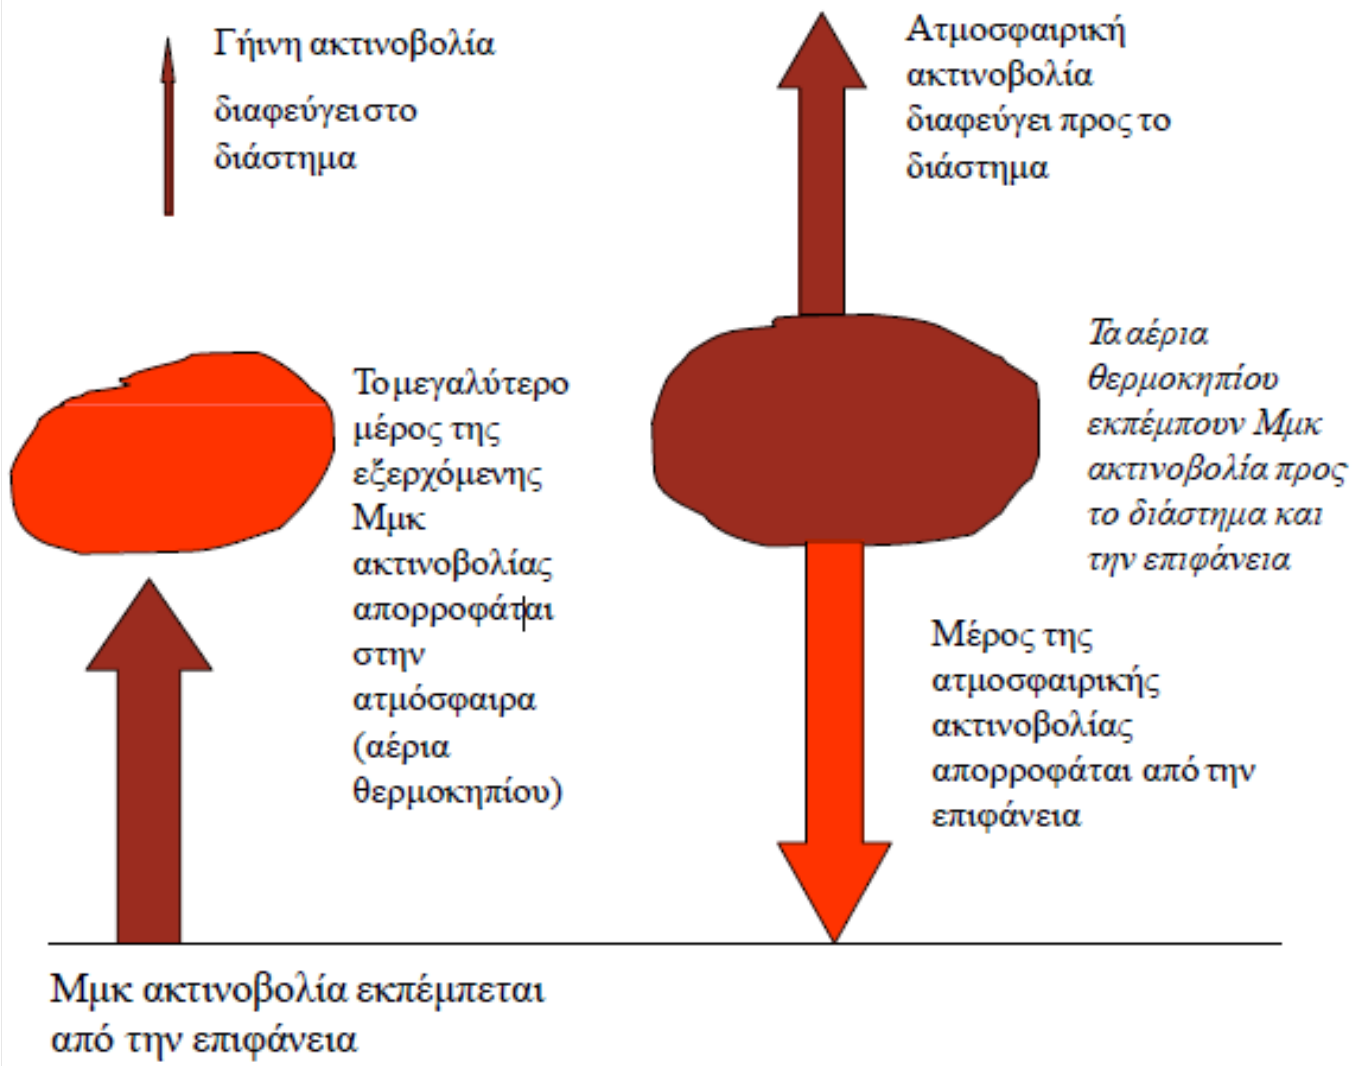 Γήινη ακτινοβολία
διαφεύγει στο
διάστημα
Ατμοσφαιρική
ακτινοβολία
διαφεύγει προς το
διάστημα
Το μεγαλύτερο
μέρος της
εξερχόμενης
Μμκ
ακτινοβολίας
απορροφάται
στην
ατμόσφαιρα
(αέρια
θερμοκηπίου)
Τα αέρια
θερμοκηπίου
εκπέμπουν Μμκ
ακτινοβολία προς
το διάστημα και
την επιφάνεια
Μέρος της
ατμοσφαιρικής
ακτινοβολίας
απορροφάται από την
επιφάνεια
Μμκ ακτινοβολία εκπέμπεται
από την επιφάνεια